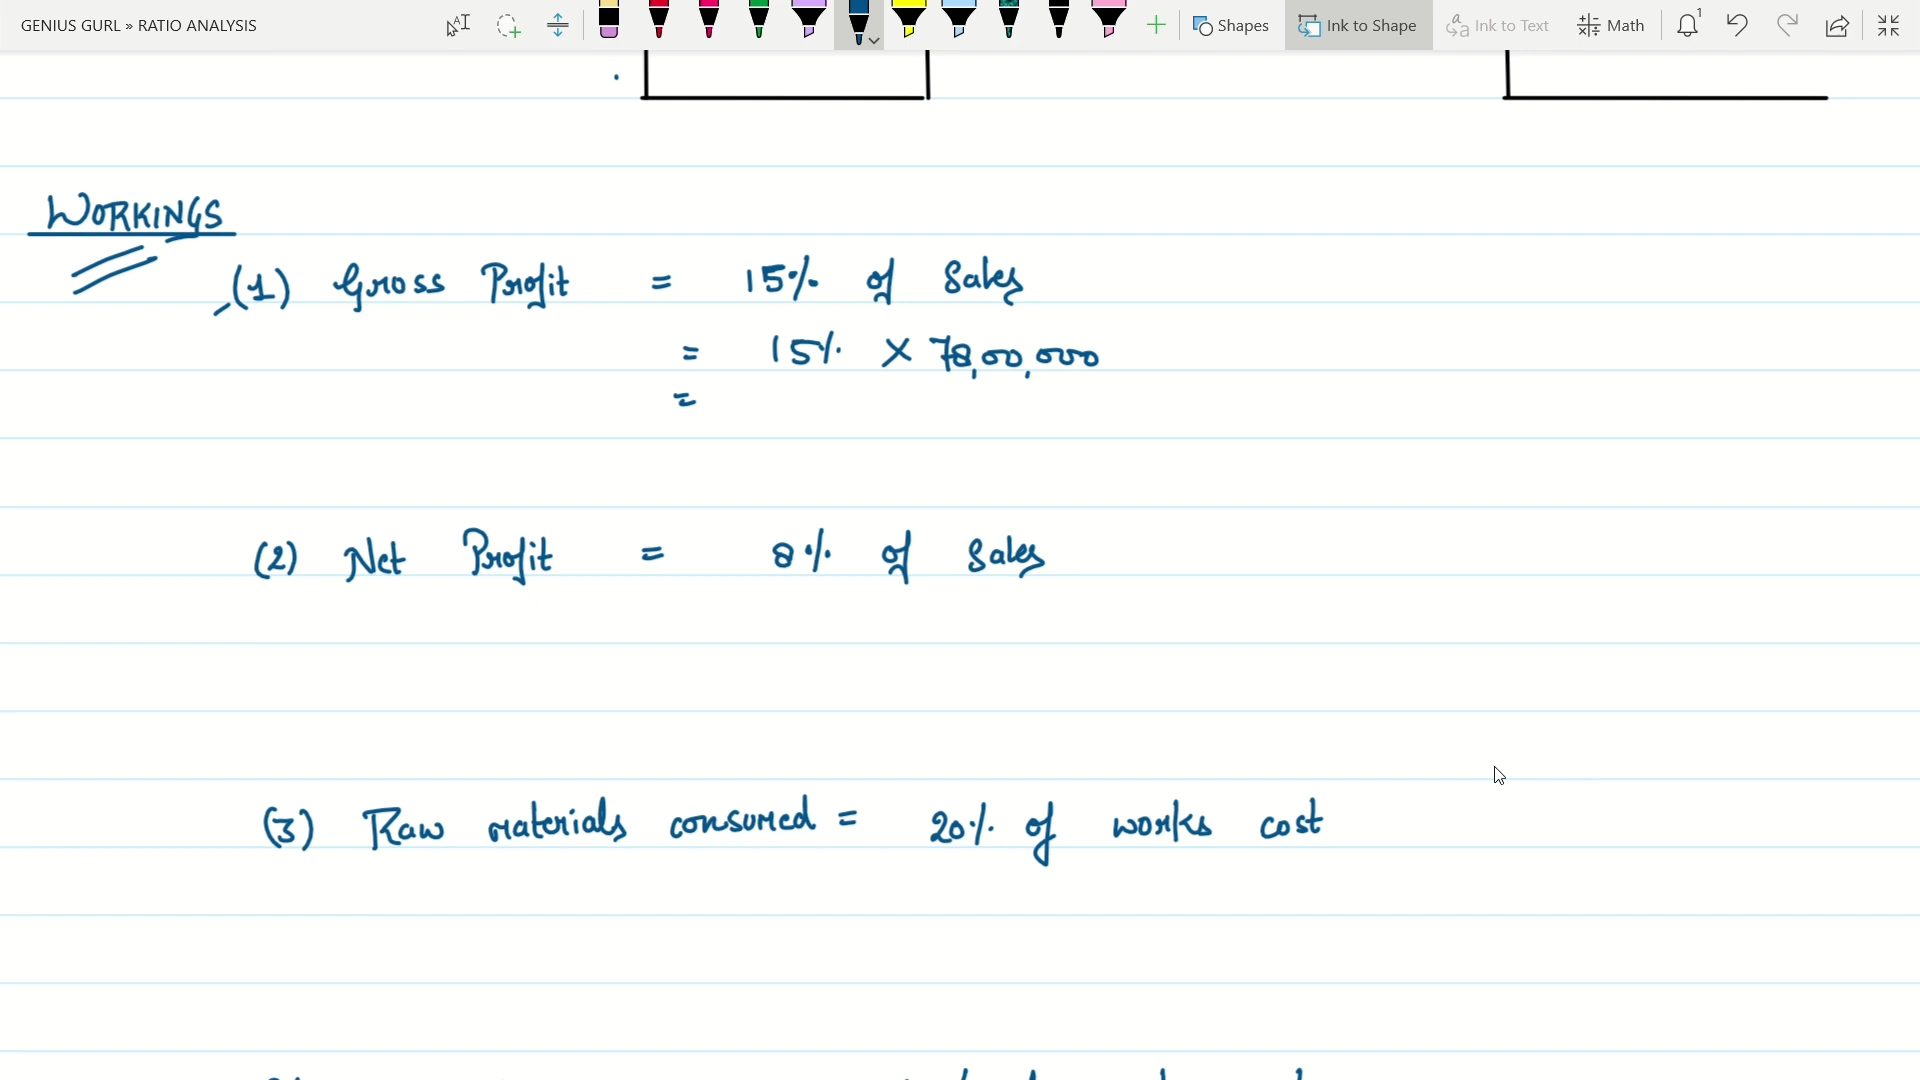 GENIUS GURL » RATIO ANALYSIS Shapes Ink to Shape Ink to Text Math 1
WORKINGS
(1) Gross Profit = 15% of Sales
= 15% × 78,00,000
=
(2) Net Profit = 8% of Sales
(3) Raw materials consumed = 20% of works cost